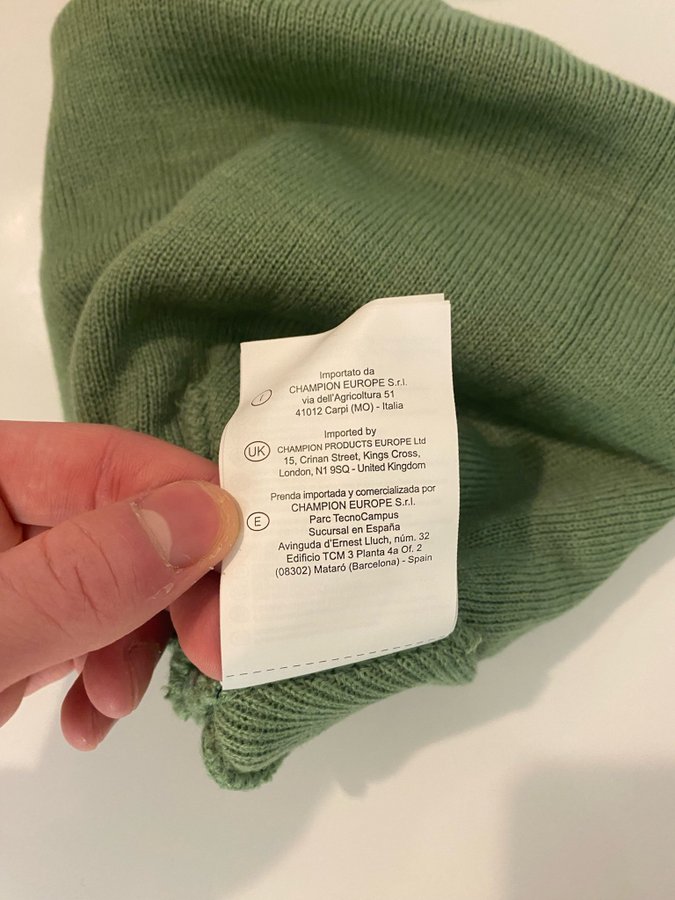 Importato da
CHAMPION EUROPE S.r.l.
I
via dell'Agricoltura 51
41012 Carpi (MO) - Italia
Imported by
UK
CHAMPION PRODUCTS EUROPE Ltd
15, Crinan Street, Kings Cross,
London, N1 9SQ - United Kingdom
Prenda importada y comercializada por
CHAMPION EUROPE S.r.l.
E
Parc TecnoCampus
Sucursal en España
Avinguda d'Ernest Lluch, núm. 32
Edificio TCM 3 Planta 4a Of. 2
(08302) Mataró (Barcelona) - Spain